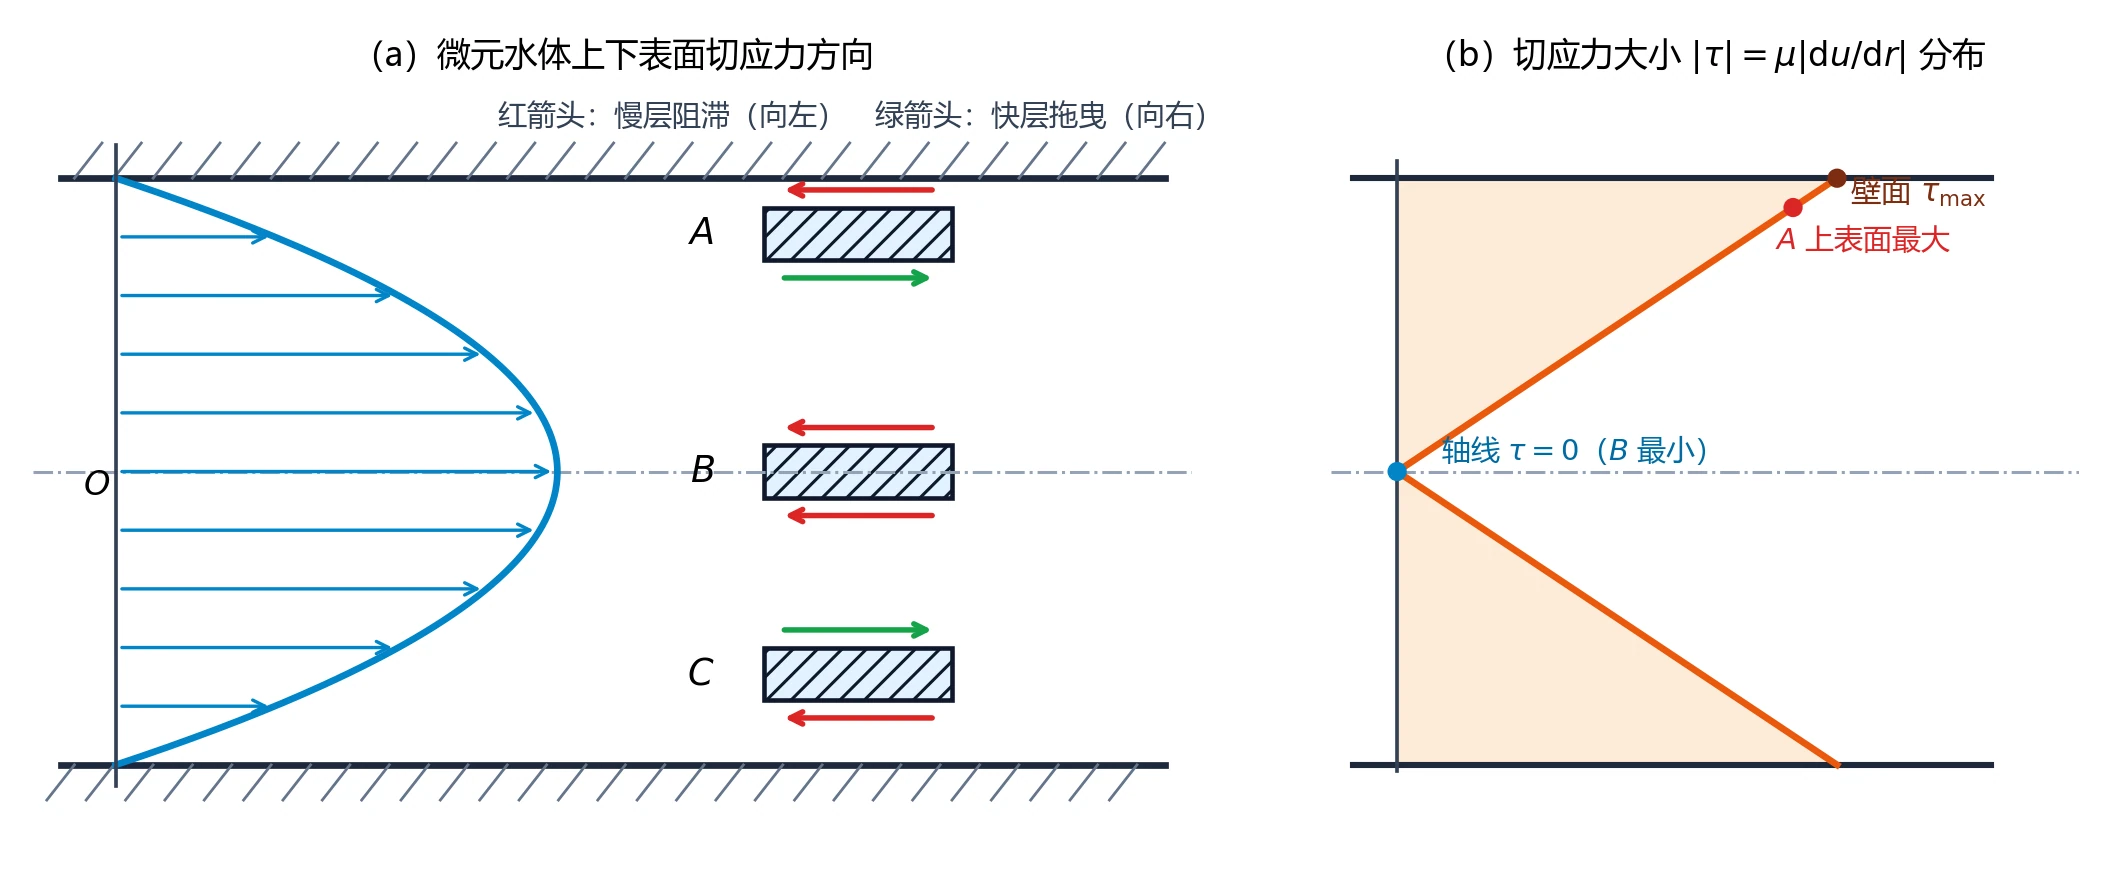 （a）微元水体上下表面切应力方向
红箭头：慢层阻滞（向左） 绿箭头：快层拖曳（向右）
A
B
O
C
（b）切应力大小 |τ| = μ|du/dr| 分布
壁面 τmax
A 上表面最大
轴线 τ = 0（B 最小）